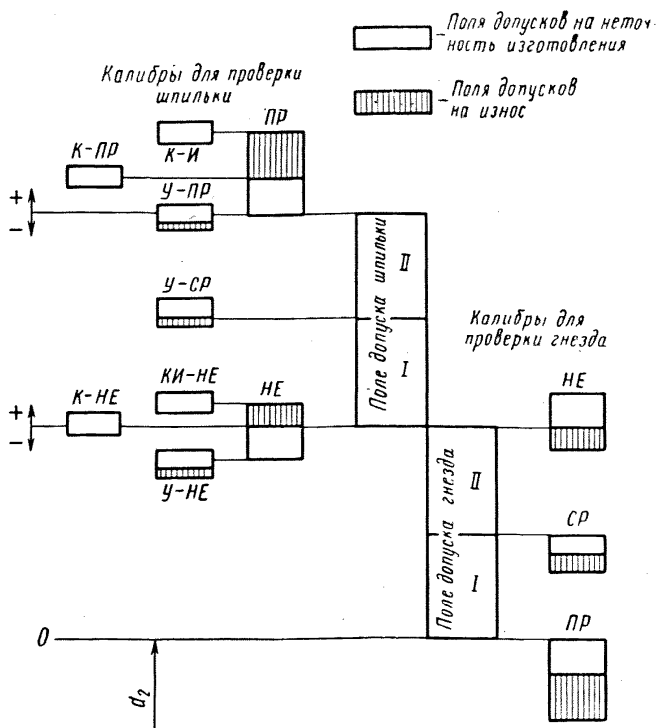 Поля допусков на неточ-
ность изготовления
Поля допусков
на износ
Калибры для проверки
шпильки
ПР
К-И
К-ПР
У-ПР
+
−
Поле допуска шпильки
II
I
У-СР
Калибры для
проверки гнезда
НЕ
КИ-НЕ
НЕ
К-НЕ
+
−
У-НЕ
Поле допуска гнезда
II
I
СР
ПР
0
d₂